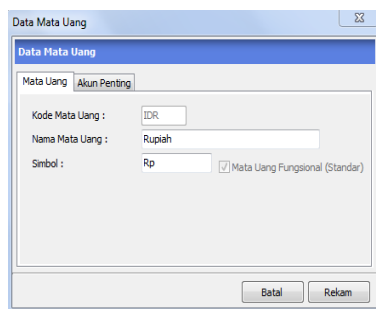 Data Mata Uang
Data Mata Uang
Mata Uang Akun Penting
Kode Mata Uang : IDR
Nama Mata Uang : Rupiah
Simbol : Rp Mata Uang Fungsional (Standar)
Batal Rekam